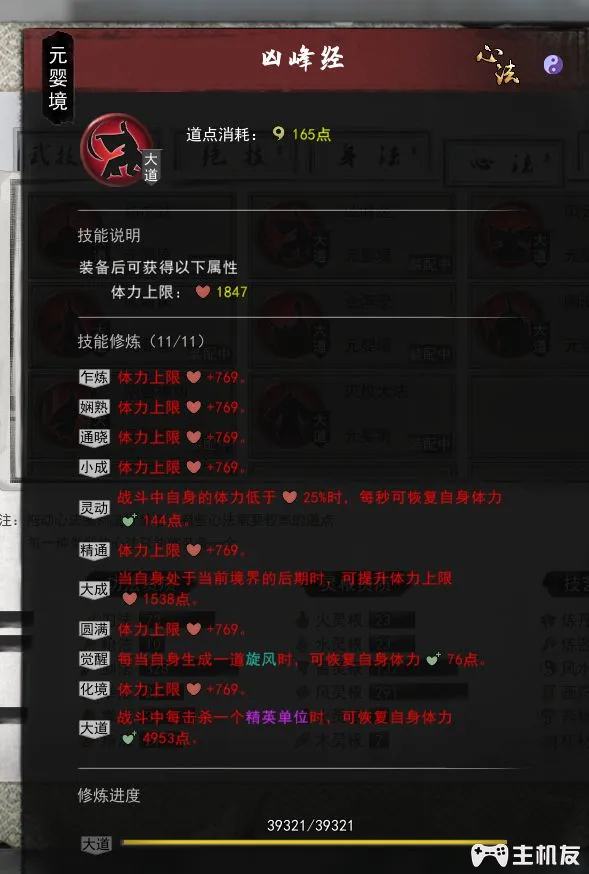 元婴境
凶峰经
心法
道点消耗： 165点
大道
技能说明
装备后可获得以下属性
体力上限： 1847
技能修炼（11/11）
乍炼 体力上限 +769。
娴熟 体力上限 +769。
通晓 体力上限 +769。
小成 体力上限 +769。
灵动 战斗中自身的体力低于 25%时，每秒可恢复自身体力
144点。
精通 体力上限 +769。
大成 当自身处于当前境界的后期时，可提升体力上限
1538点。
圆满 体力上限 +769。
觉醒 每当自身生成一道旋风时，可恢复自身体力 76点。
化境 体力上限 +769。
大道 战斗中每击杀一个精英单位时，可恢复自身体力
4953点。
修炼进度
39321/39321
大道
主机友